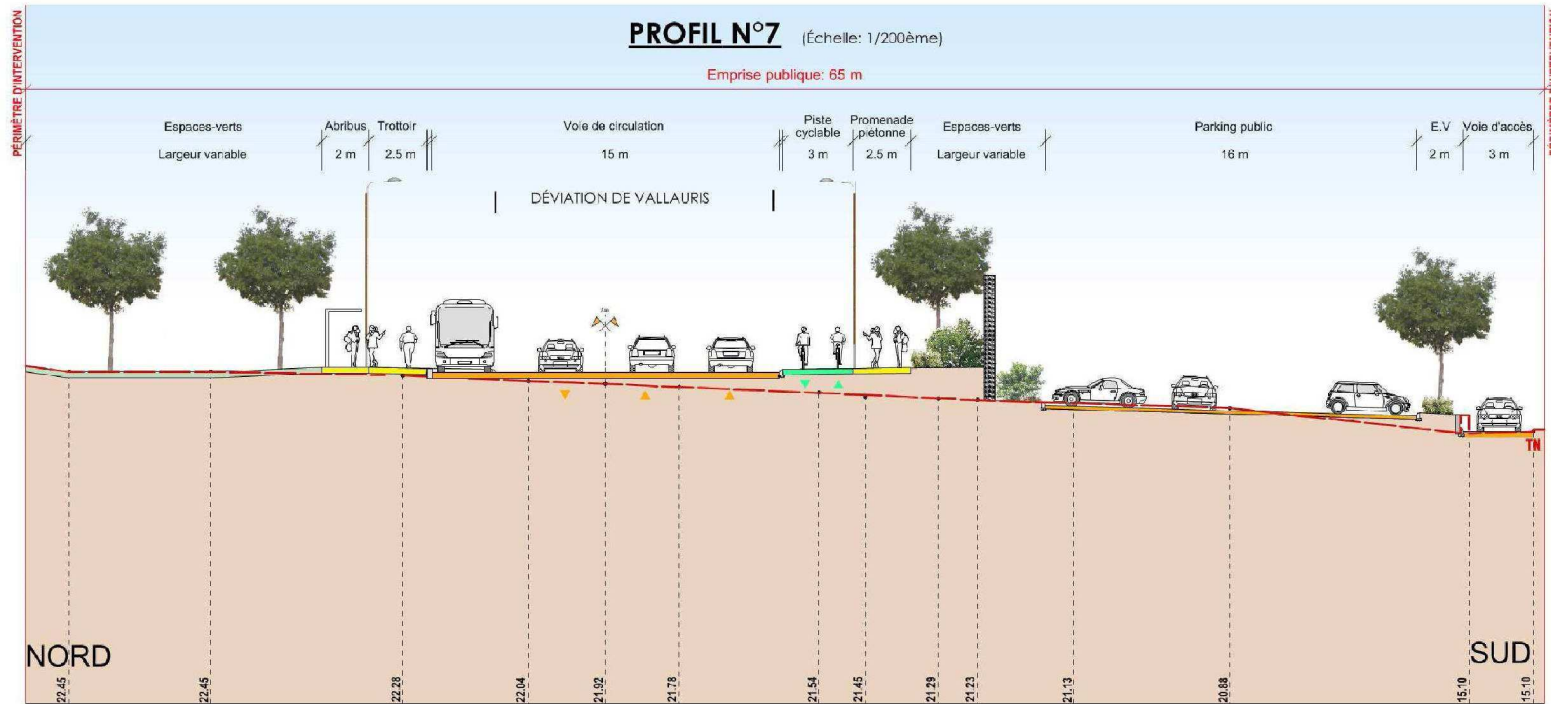 PROFIL N°7 (Échelle: 1/200ème)
Emprise publique: 65 m
PÉRIMÈTRE D'INTERVENTION
Espaces-verts Abribus Trottoir Voie de circulation Piste cyclable Promenade piétonne Espaces-verts Parking public E.V Voie d'accès
Largeur variable 2 m 2.5 m 15 m 3 m 2.5 m Largeur variable 16 m 2 m 3 m
DÉVIATION DE VALLAURIS
TN
NORD SUD
22.45 22.45 22.28 22.04 21.92 21.78 21.54 21.45 21.29 21.23 21.13 20.88 15.10 15.10